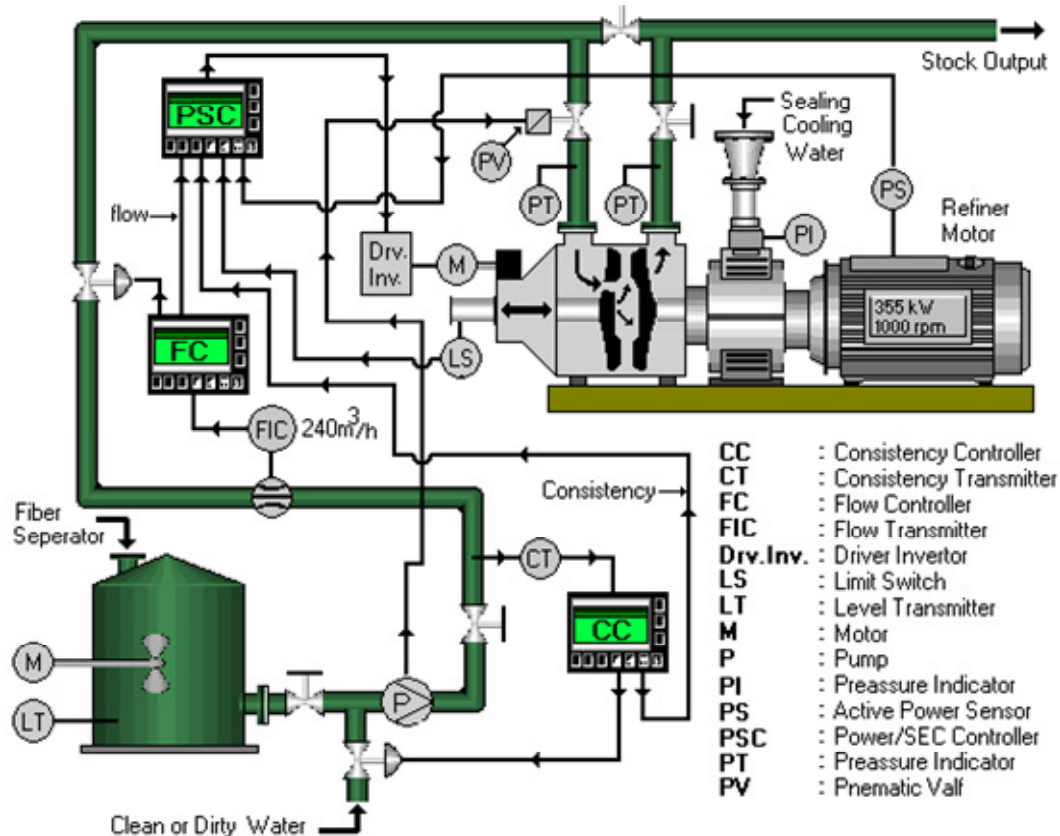 Stock Output
PSC
Sealing
Cooling
Water
PV
PT
PT
PS
flow
Refiner
Motor
Drv.
Inv.
M
PI
355 kW
1000 rpm
FC
LS
FIC
240m³/h
Consistency
Fiber
Seperator
CT
CC
M
P
LT
Clean or Dirty Water
CC : Consistency Controller
CT : Consistency Transmitter
FC : Flow Controller
FIC : Flow Transmitter
Drv.Inv. : Driver Invertor
LS : Limit Switch
LT : Level Transmitter
M : Motor
P : Pump
PI : Preassure Indicator
PS : Active Power Sensor
PSC : Power/SEC Controller
PT : Preassure Indicator
PV : Pnematic Valf